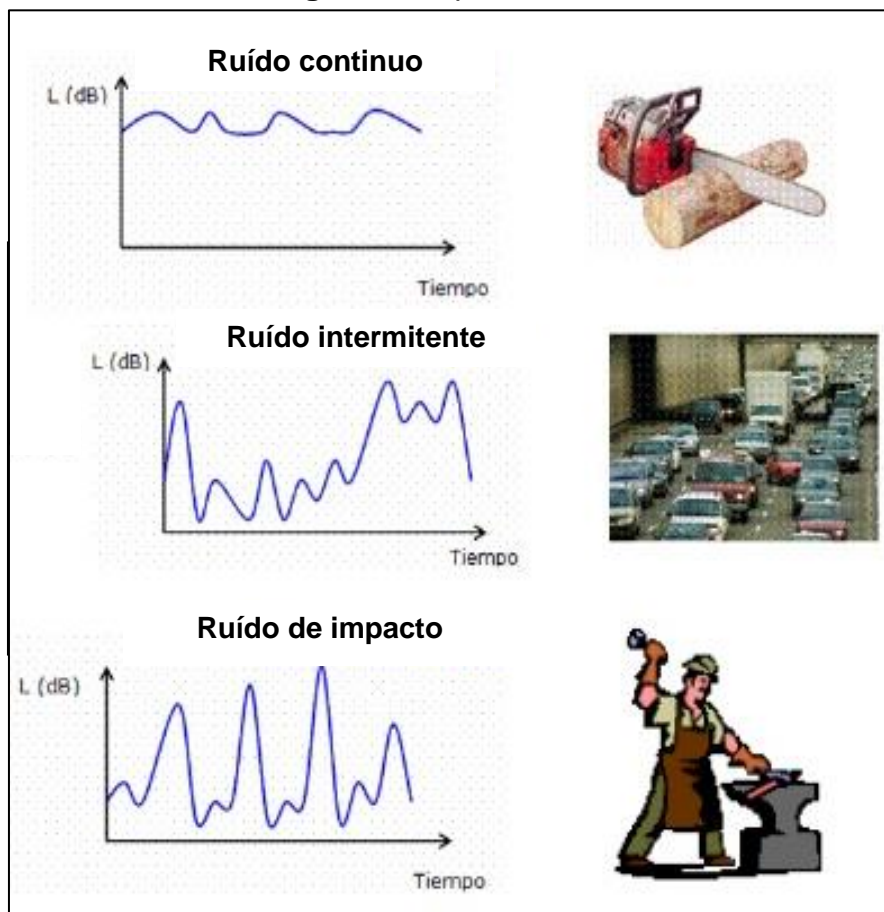 Ruído continuo
L (dB)
Tiempo
Ruído intermitente
L (dB)
Tiempo
Ruído de impacto
L (dB)
Tiempo